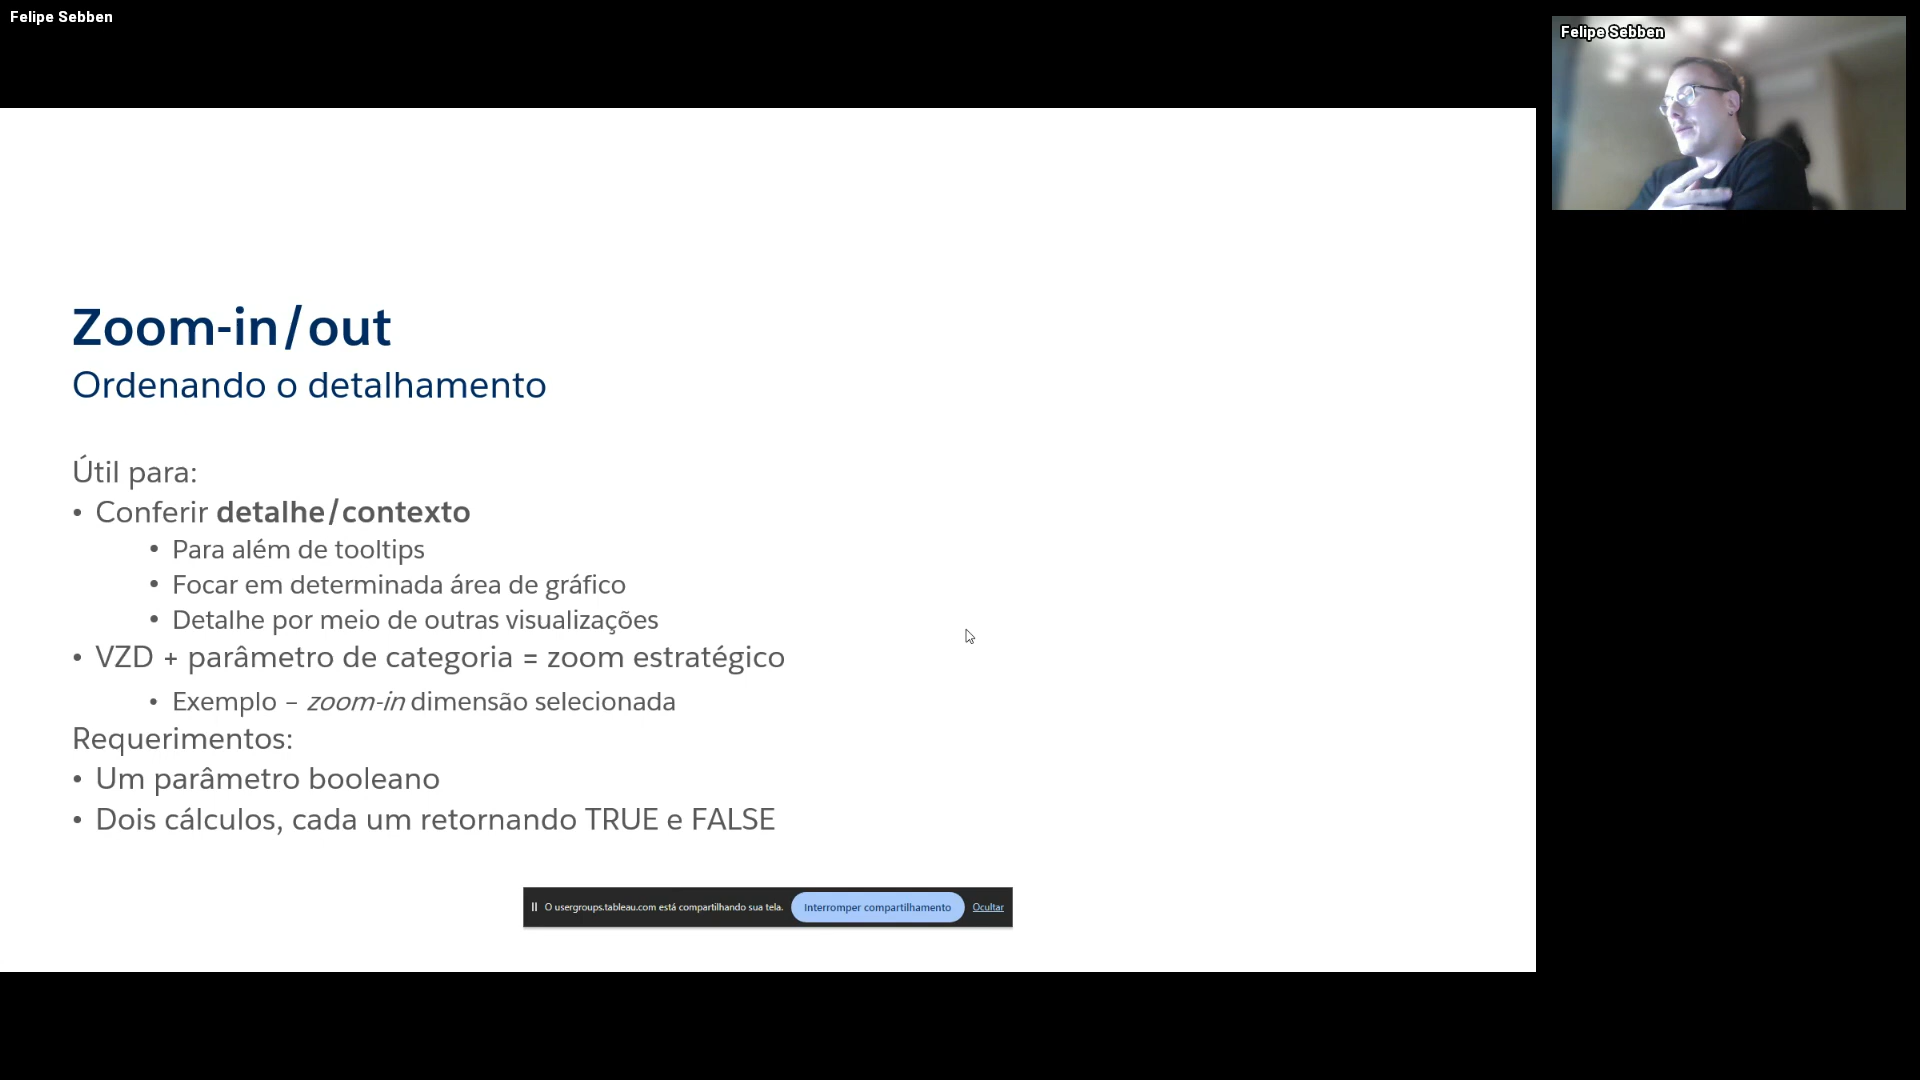 Felipe Sebben
Felipe Sebben
Zoom-in/out
Ordenando o detalhamento
Útil para:
• Conferir detalhe/contexto
• Para além de tooltips
• Focar em determinada área de gráfico
• Detalhe por meio de outras visualizações
• VZD + parâmetro de categoria = zoom estratégico
• Exemplo – zoom-in dimensão selecionada
Requerimentos:
• Um parâmetro booleano
• Dois cálculos, cada um retornando TRUE e FALSE
O usergroups.tableau.com está compartilhando sua tela. Interromper compartilhamento Ocultar